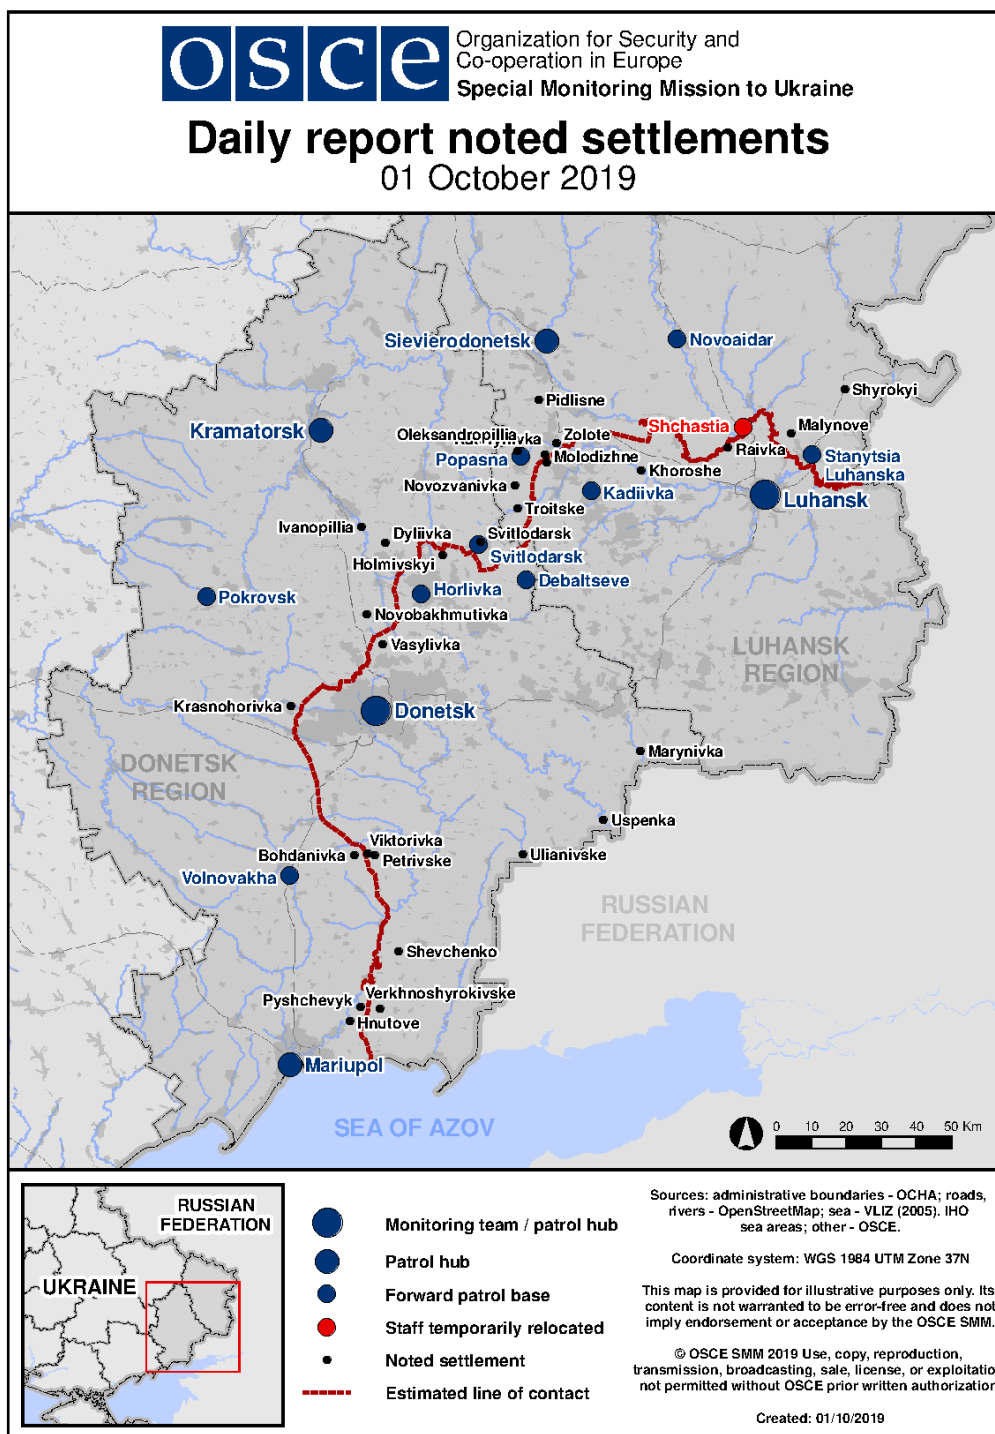 osce
Organization for Security and
Co-operation in Europe
Special Monitoring Mission to Ukraine
Daily report noted settlements
01 October 2019
Sievierodonetsk
Novoaidar
Shyrokyi
Pidlisne
Shchastia
Malynove
Kramatorsk
Oleksandropillia
Zolote
Raivka
Popasna
Molodizhne
Stanytsia
Luhanska
Khoroshe
Novozvanivka
Kadiivka
Luhansk
Troitske
Ivanopillia
Dyliivka
Svitlodarsk
Holmivskyi
Svitlodarsk
Debaltseve
Pokrovsk
Horlivka
Novobakhmutivka
Vasylivka
LUHANSK
REGION
Krasnohorivka
Donetsk
Marynivka
DONETSK
REGION
Uspenka
Viktorivka
Bohdanivka
Petrivske
Ulianivske
Volnovakha
RUSSIAN
FEDERATION
Shevchenko
Verkhnoshyrokivske
Pyshchevyk
Hnutove
Mariupol
SEA OF AZOV
0 10 20 30 40 50 Km
RUSSIAN
FEDERATION
UKRAINE
Monitoring team / patrol hub
Patrol hub
Forward patrol base
Staff temporarily relocated
Noted settlement
Estimated line of contact
Sources: administrative boundaries - OCHA; roads,
rivers - OpenStreetMap; sea - VLIZ (2005). IHO
sea areas; other - OSCE.
Coordinate system: WGS 1984 UTM Zone 37N
This map is provided for illustrative purposes only. Its
content is not warranted to be error-free and does not
imply endorsement or acceptance by the OSCE SMM.
© OSCE SMM 2019 Use, copy, reproduction,
transmission, broadcasting, sale, license, or exploitatio
not permitted without OSCE prior written authorization
Created: 01/10/2019